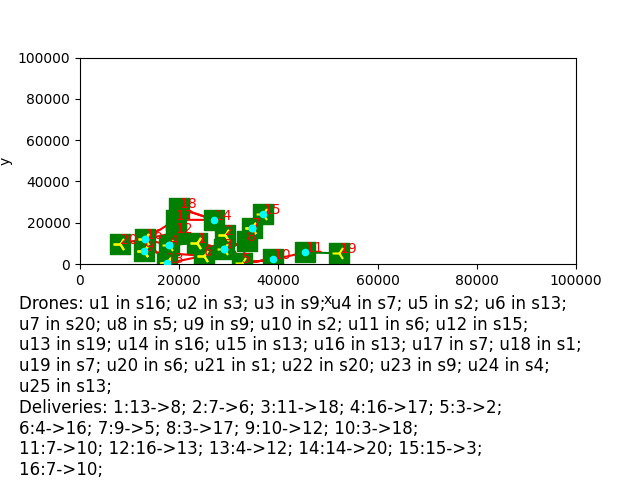 100000
80000
60000
40000
20000
0
y
0 20000 40000 60000 80000 100000
x
Drones: u1 in s16; u2 in s3; u3 in s9; u4 in s7; u5 in s2; u6 in s13;
u7 in s20; u8 in s5; u9 in s9; u10 in s2; u11 in s6; u12 in s15;
u13 in s19; u14 in s16; u15 in s13; u16 in s13; u17 in s7; u18 in s1;
u19 in s7; u20 in s6; u21 in s1; u22 in s20; u23 in s9; u24 in s4;
u25 in s13;
Deliveries: 1:13->8; 2:7->6; 3:11->18; 4:16->17; 5:3->2;
6:4->16; 7:9->5; 8:3->17; 9:10->12; 10:3->18;
11:7->10; 12:16->13; 13:4->12; 14:14->20; 15:15->3;
16:7->10;